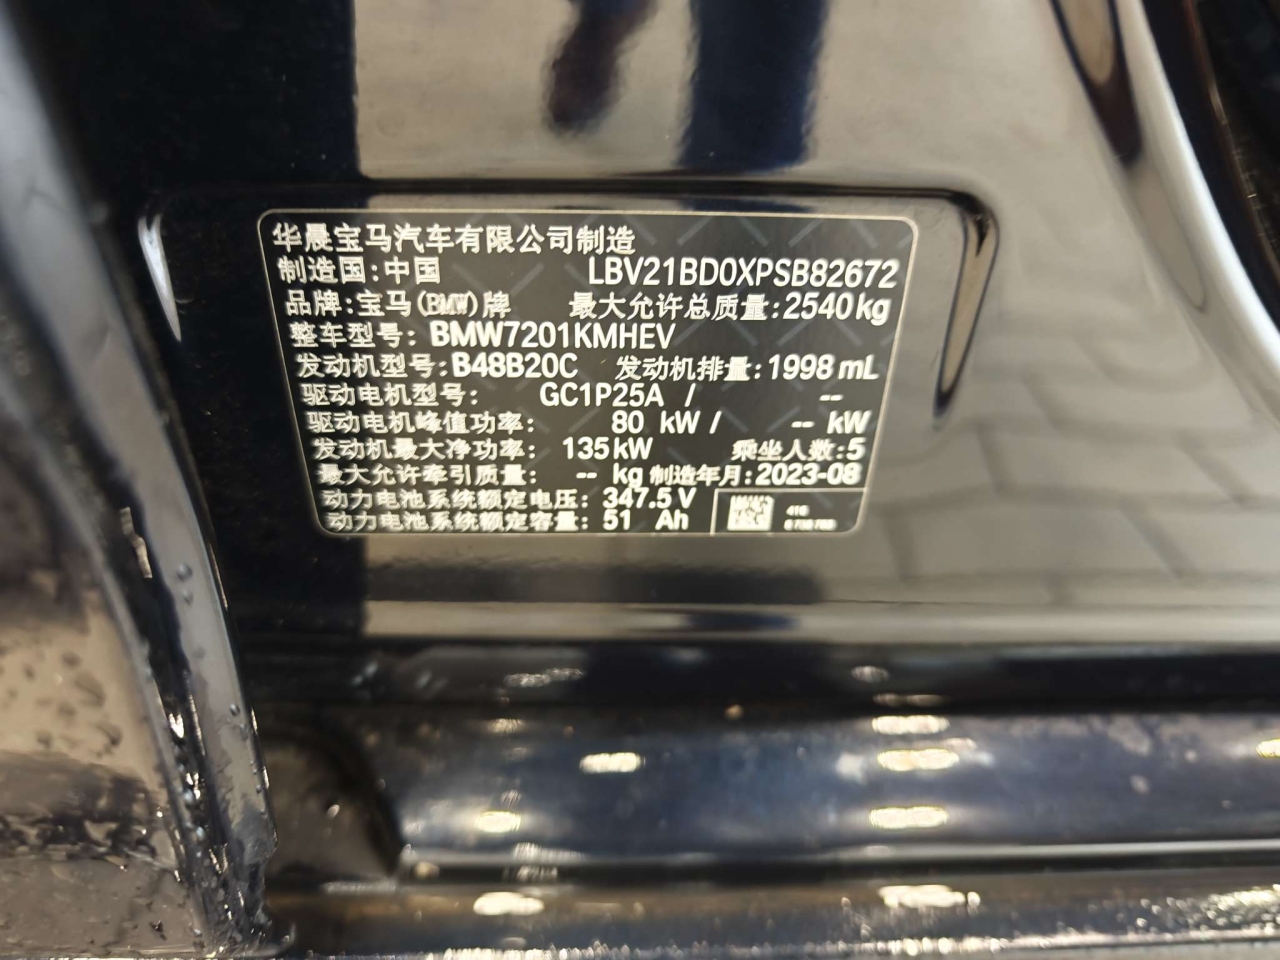 华晨宝马汽车有限公司制造
制造国:中国 LBV21BD0XPSB82672
品牌:宝马(BMW)牌 最大允许总质量:2540kg
整车型号: BMW7201KMHEV
发动机型号:B48B20C 发动机排量:1998 mL
驱动电机型号: GC1P25A / --
驱动电机峰值功率: 80 kW / -- kW
发动机最大净功率: 135kW 乘坐人数:5
最大允许牵引质量: -- kg 制造年月:2023-08
动力电池系统额定电压: 347.5 V
动力电池系统额定容量: 51 Ah